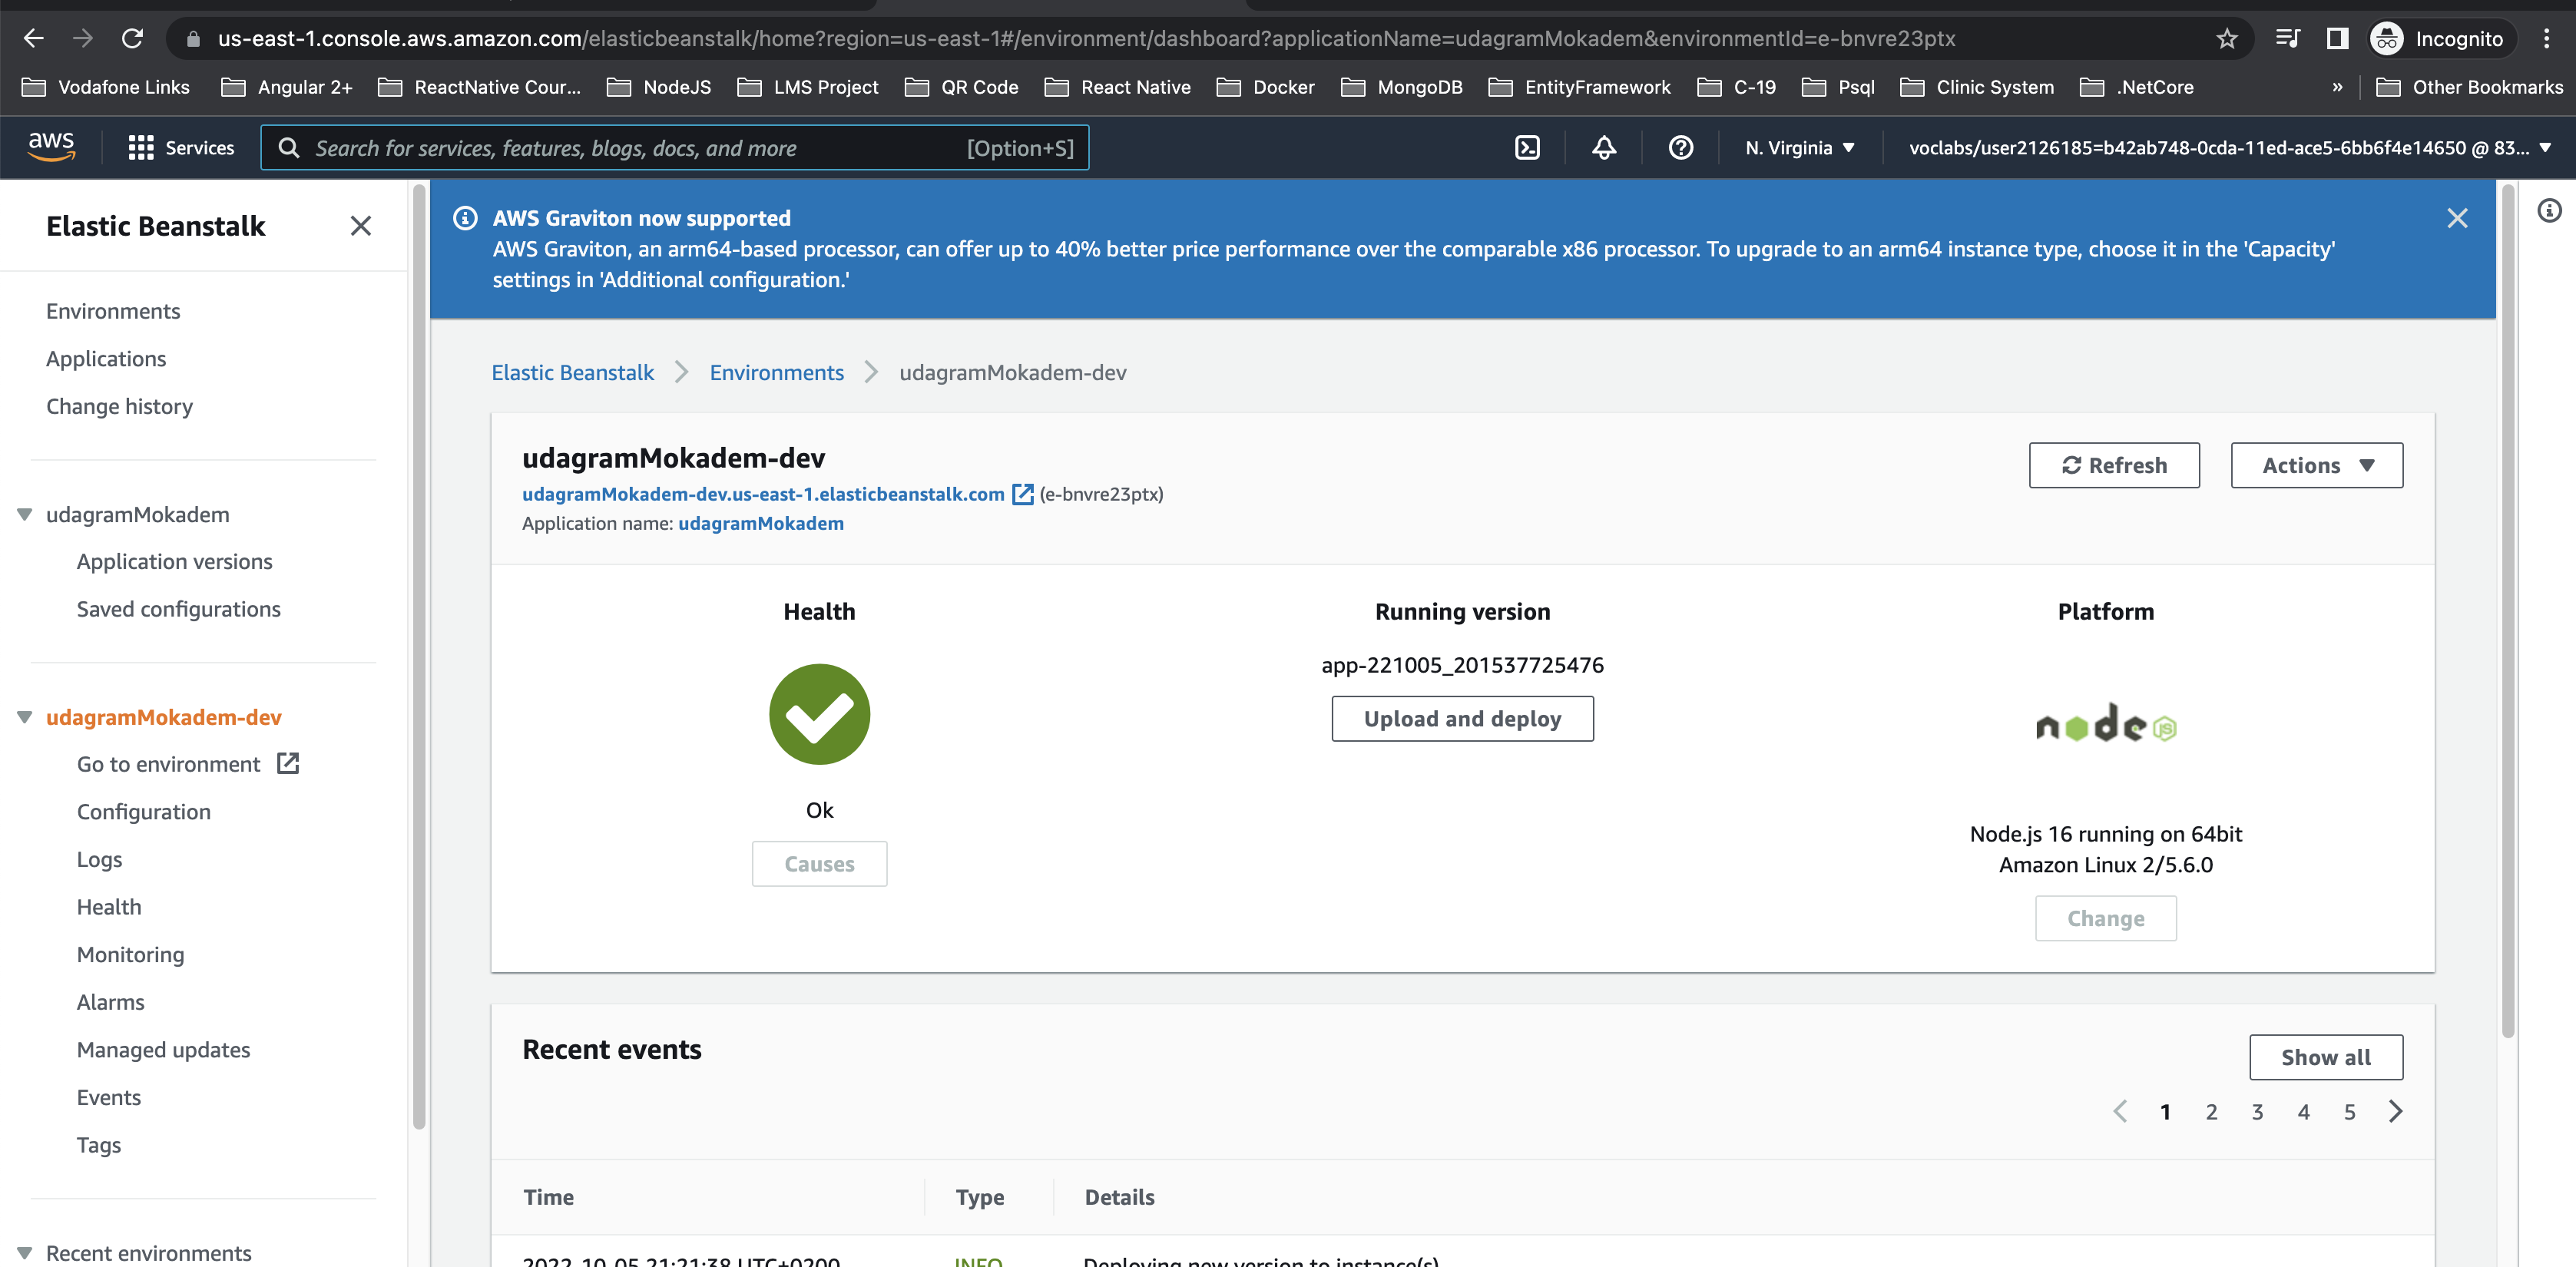 us-east-1.console.aws.amazon.com/elasticbeanstalk/home?region=us-east-1#/environment/dashboard?applicationName=udagramMokadem&environmentId=e-bnvre23ptx
Incognito
Vodafone Links
Angular 2+
ReactNative Cour...
NodeJS
LMS Project
QR Code
React Native
Docker
MongoDB
EntityFramework
C-19
Psql
Clinic System
.NetCore
»
Other Bookmarks
aws
Services
Search for services, features, blogs, docs, and more
[Option+S]
N. Virginia
voclabs/user2126185=b42ab748-0cda-11ed-ace5-6bb6f4e14650 @ 83...
Elastic Beanstalk
Environments
Applications
Change history
udagramMokadem
Application versions
Saved configurations
udagramMokadem-dev
Go to environment
Configuration
Logs
Health
Monitoring
Alarms
Managed updates
Events
Tags
Recent environments
AWS Graviton now supported
AWS Graviton, an arm64-based processor, can offer up to 40% better price performance over the comparable x86 processor. To upgrade to an arm64 instance type, choose it in the 'Capacity'
settings in 'Additional configuration.'
Elastic Beanstalk
Environments
udagramMokadem-dev
udagramMokadem-dev
udagramMokadem-dev.us-east-1.elasticbeanstalk.com (e-bnvre23ptx)
Application name: udagramMokadem
Refresh
Actions
Health
Ok
Causes
Running version
app-221005_201537725476
Upload and deploy
Platform
node JS
Node.js 16 running on 64bit
Amazon Linux 2/5.6.0
Change
Recent events
Show all
1 2 3 4 5
Time Type Details
2022-10-05 21:21:38 UTC+0200 INFO Deploying new version to instance(s).